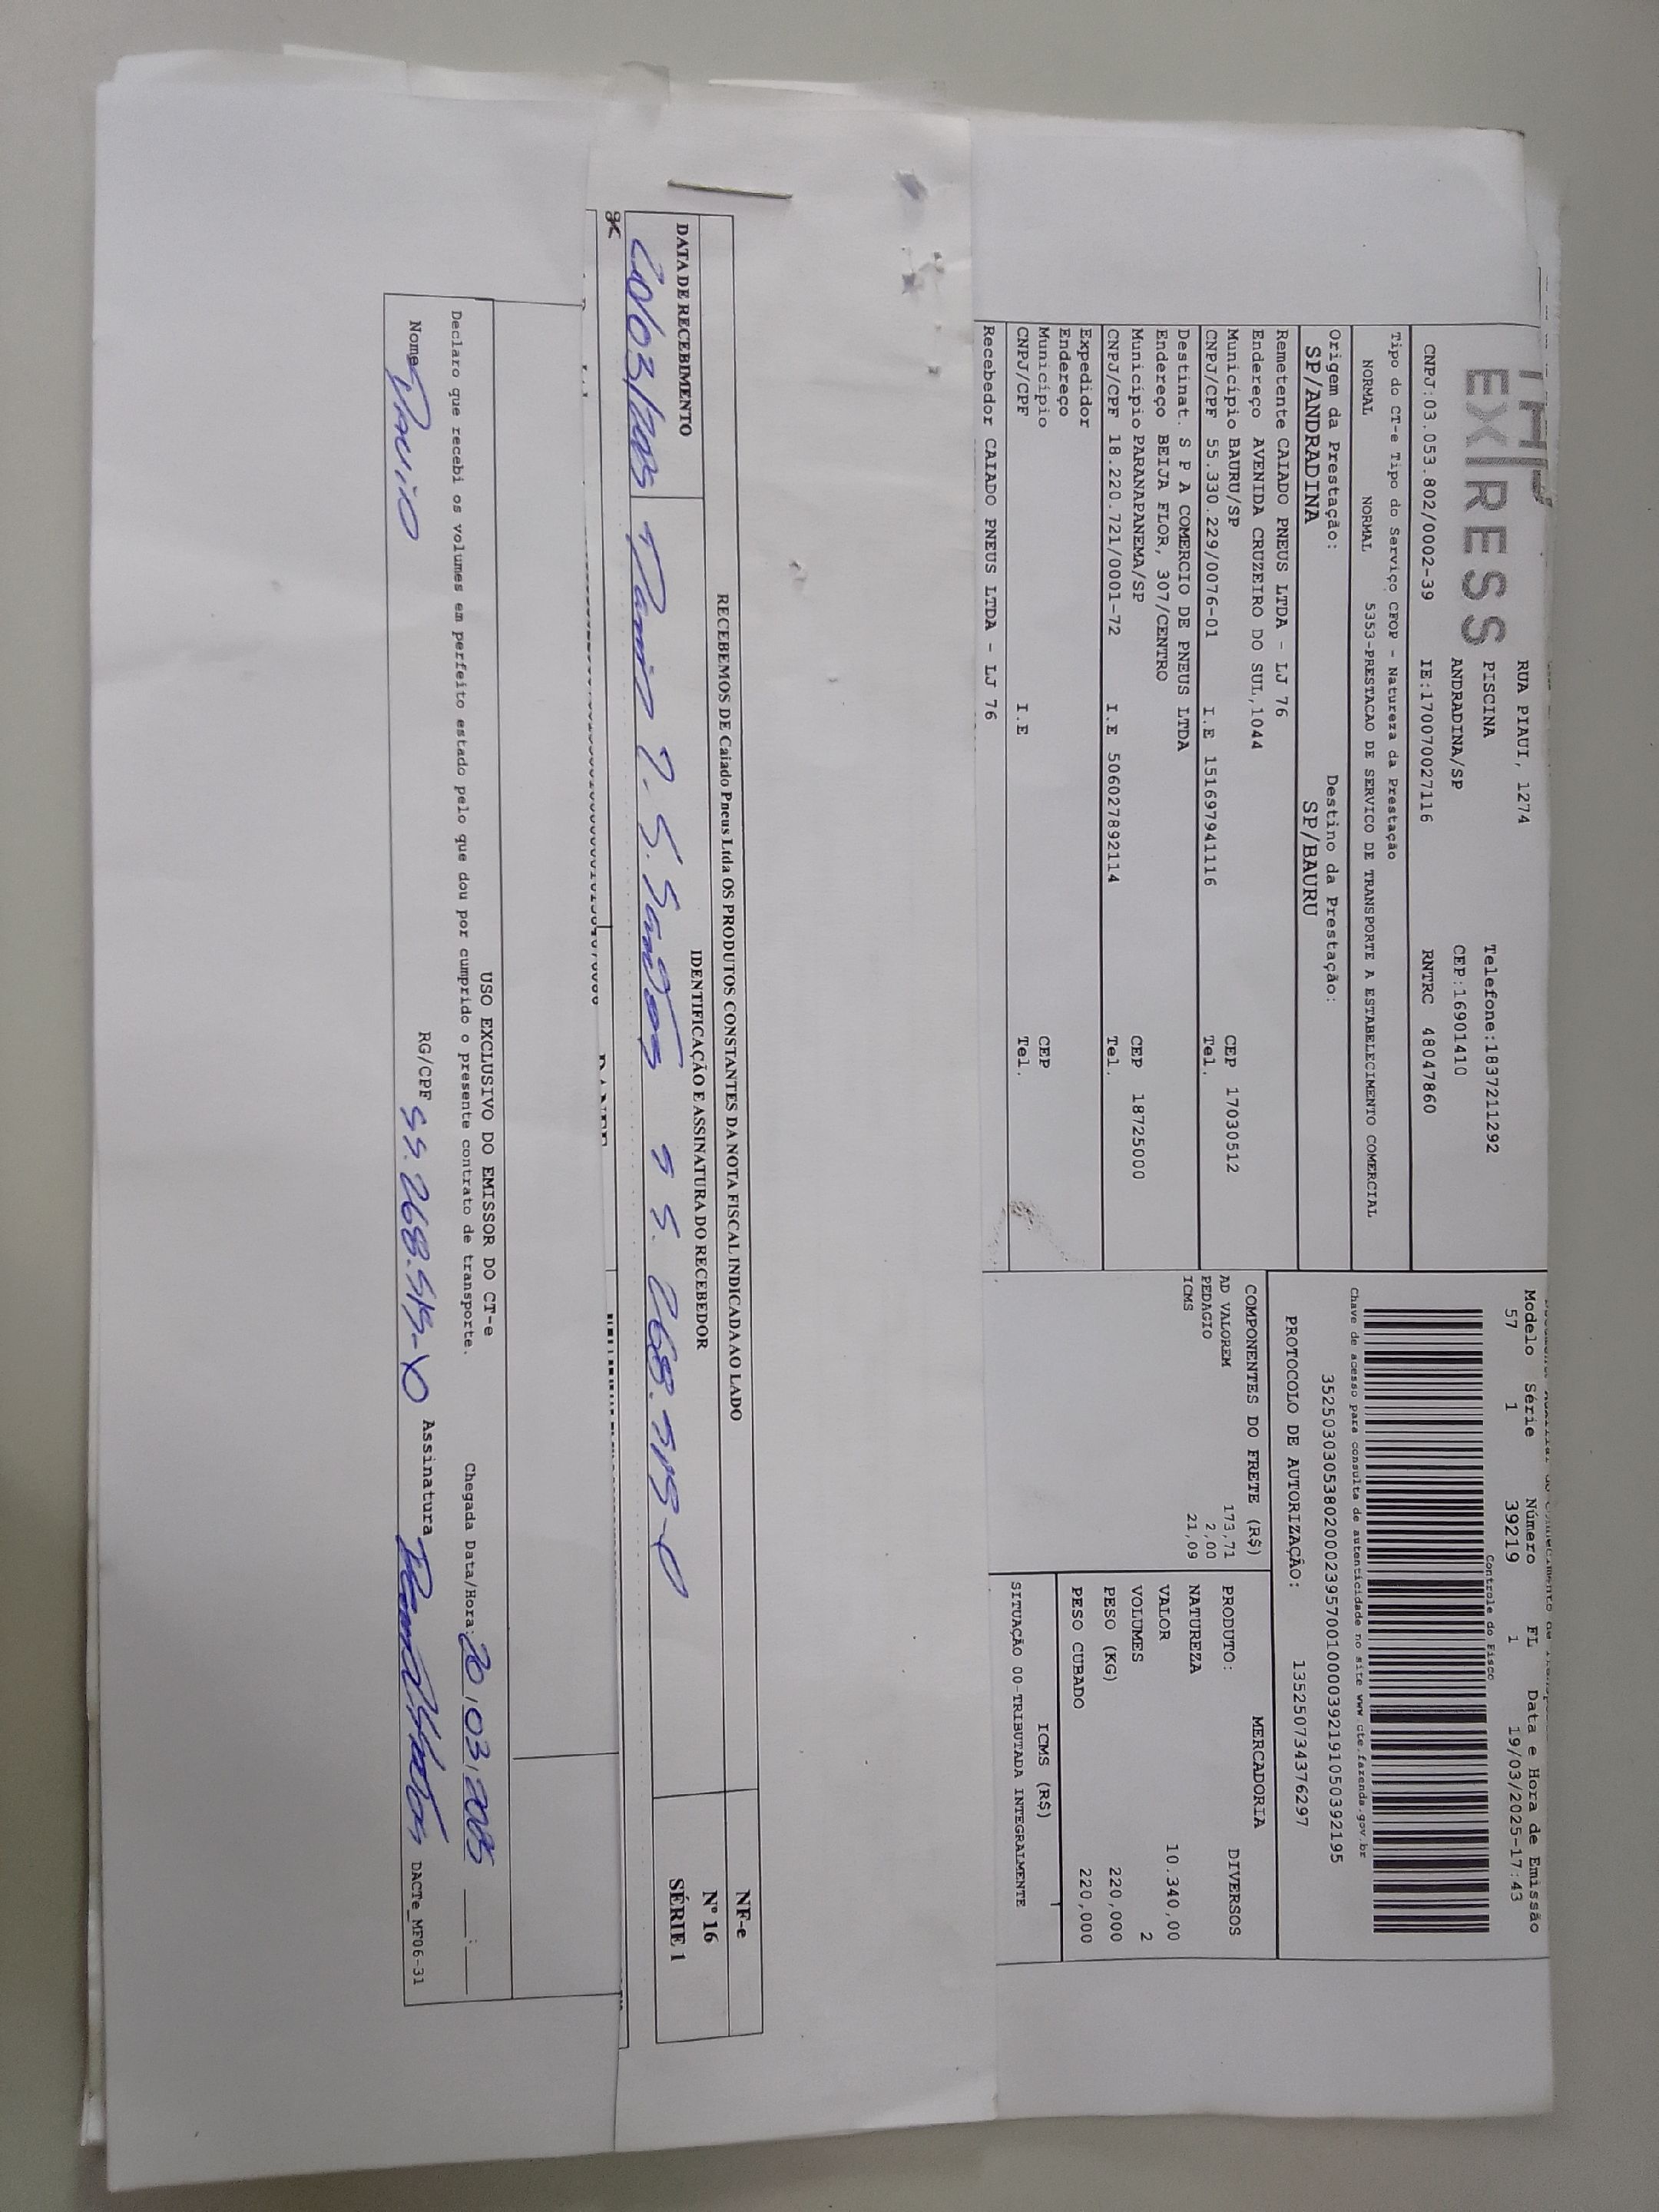 EXPRESS
RUA PIAUI, 1274
PISCINA
Telefone:1837211292
ANDRADINA/SP
CEP:16901410
CNPJ:03.053.802/0002-39 IE:170070027116 RNTRC 48047860
Tipo do CT-e Tipo do Serviço CFOP - Natureza da Prestação
NORMAL NORMAL 5353-PRESTACAO DE SERVICO DE TRANSPORTE A ESTABELECIMENTO COMERCIAL
Origem da Prestação: Destino da Prestação:
SP/ANDRADINA SP/BAURU
Remetente CAIADO PNEUS LTDA - LJ 76
Endereço AVENIDA CRUZEIRO DO SUL,1044
Município BAURU/SP CEP 17030512
CNPJ/CPF 55.330.229/0076-01 I.E 151697941116 Tel.
Destinat. S P A COMERCIO DE PNEUS LTDA
Endereço BEIJA FLOR, 307/CENTRO
Município PARANAPANEMA/SP CEP 18725000
CNPJ/CPF 18.220.721/0001-72 I.E 506027892114 Tel.
Expedidor
Endereço
Município CEP
CNPJ/CPF I.E Tel.
Recebedor CAIADO PNEUS LTDA - LJ 76
Modelo Série Número FL Data e Hora de Emissão
57 1 39219 1 19/03/2025-17:43
Controle do Fisco
Chave de acesso para consulta de autenticidade no site www.cte.fazenda.gov.br
35250303053802000239570010000392191050392195
PROTOCOLO DE AUTORIZAÇÃO: 135250734376297
COMPONENTES DO FRETE (R$)
AD VALOREM 173,71
PEDAGIO 2,00
ICMS 21,09
MERCADORIA
PRODUTO: DIVERSOS
NATUREZA
VALOR 10.340,00
VOLUMES 2
PESO (KG) 220,000
PESO CUBADO 220,000
ICMS (R$)
SITUAÇÃO 00-TRIBUTADA INTEGRALMENTE
RECEBEMOS DE Caiado Pneus Ltda OS PRODUTOS CONSTANTES DA NOTA FISCAL INDICADA AO LADO
NF-e
Nº 16
SÉRIE 1
DATA DE RECEBIMENTO IDENTIFICAÇÃO E ASSINATURA DO RECEBEDOR
20/03/2025 S. Santos
USO EXCLUSIVO DO EMISSOR DO CT-e
Declaro que recebi os volumes em perfeito estado pelo que dou por cumprido o presente contrato de transporte. Chegada Data/Hora: 20/03/2025 __:__
Nome RG/CPF Assinatura DACTe_MF06-31